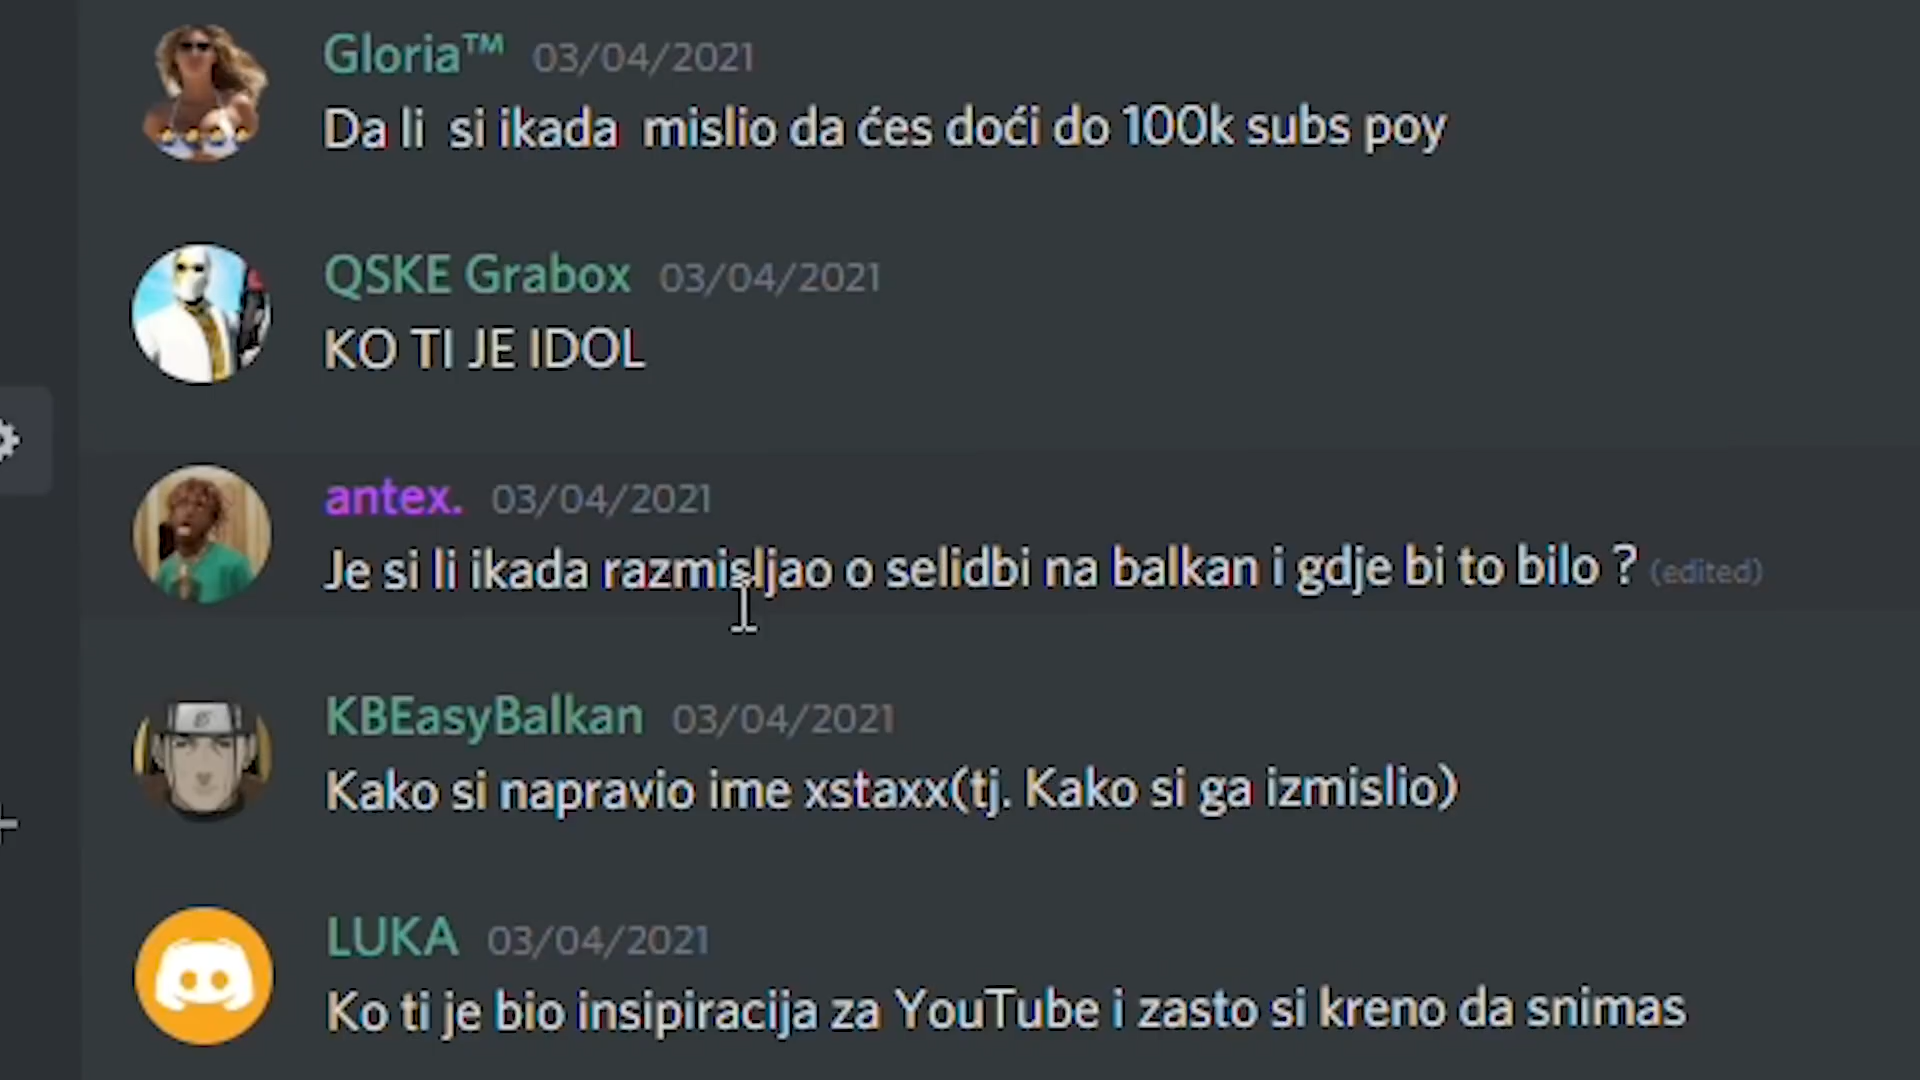 Gloria™ 03/04/2021
Da li si ikada mislio da ćes doći do 100k subs poy
QSKE Grabox 03/04/2021
KO TI JE IDOL
antex. 03/04/2021
Je si li ikada razmisljao o selidbi na balkan i gdje bi to bilo ? (edited)
KBEasyBalkan 03/04/2021
Kako si napravio ime xstaxx(tj. Kako si ga izmislio)
LUKA 03/04/2021
Ko ti je bio insipiracija za YouTube i zasto si kreno da snimas